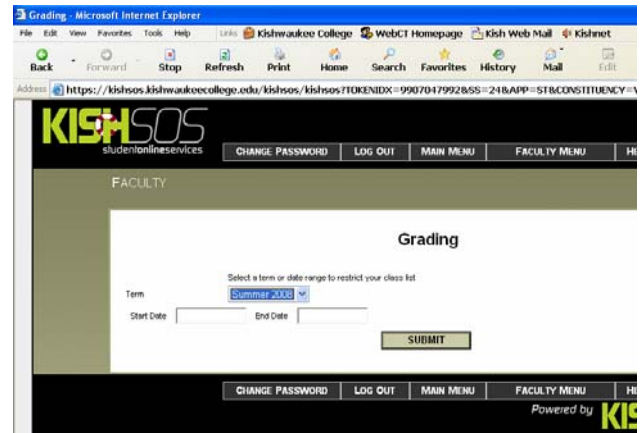 Grading - Microsoft Internet Explorer
File Edit View Favorites Tools Help Links Kishwaukee College WebCT Homepage Kish Web Mail Kishnet
Back Forward Stop Refresh Print Home Search Favorites History Mail Edit
Address https://kishsos.kishwaukeecollege.edu/kishsos/kishsos?TOKENIDX=9907047992&SS=24&APP=ST&CONSTITUENCY=
KISHSOS
studentonlineservices
CHANGE PASSWORD LOG OUT MAIN MENU FACULTY MENU
FACULTY
Grading
Select a term or date range to restrict your class list
Term Summer 2008
Start Date End Date
SUBMIT
CHANGE PASSWORD LOG OUT MAIN MENU FACULTY MENU
Powered by KIS